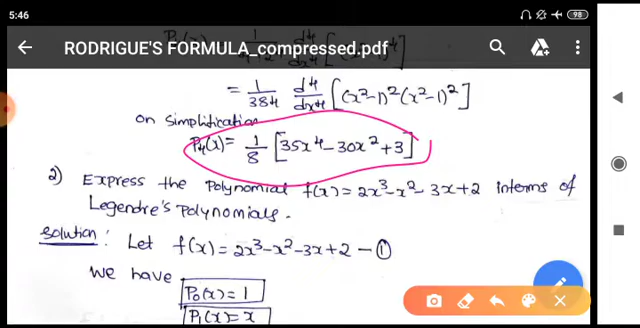 5:46
98
RODRIGUE'S FORMULA_compressed.pdf
= 1/384 d⁴/dx⁴ [(x²-1)²(x²-1)²]
on simplification
P₄(x) = 1/8 [35x⁴-30x²+3]
2) Express the Polynomial f(x) = 2x³-x²-3x+2 interms of
Legendre's Polynomials.
Solution: Let f(x) = 2x³-x²-3x+2 -①
We have
P₀(x)=1
P₁(x)=x